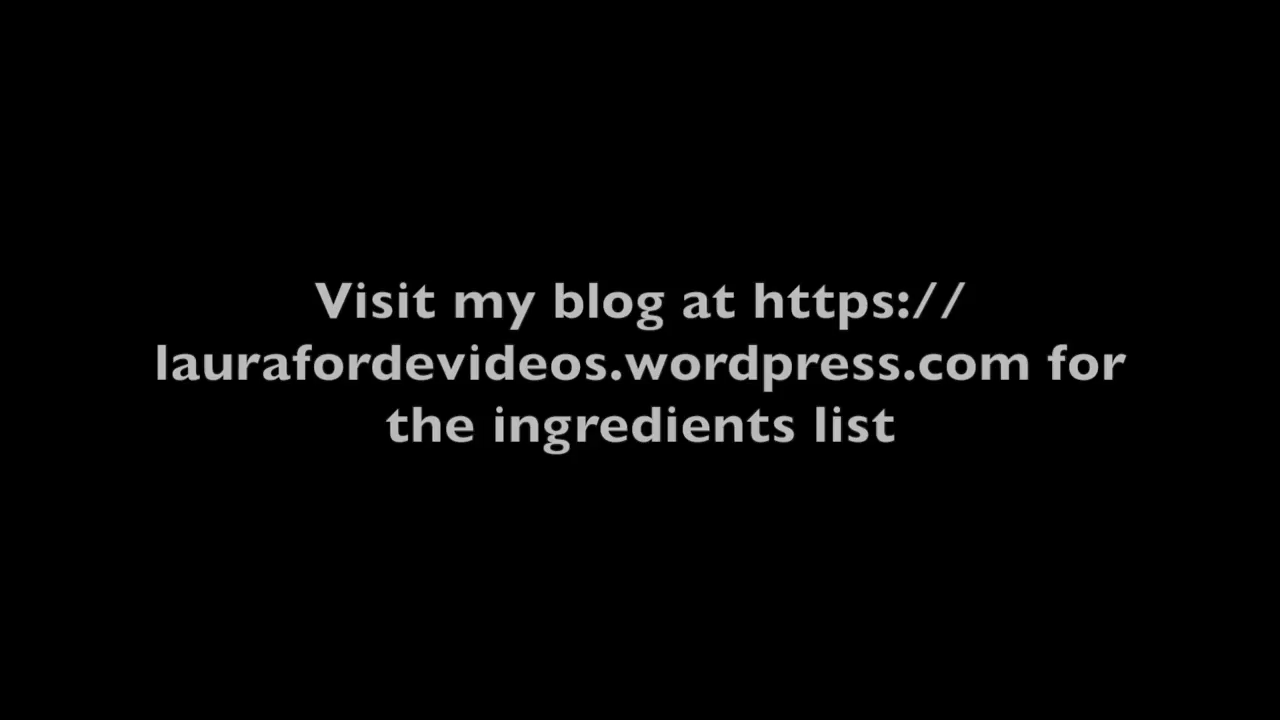 Visit my blog at https://
laurafordevideos.wordpress.com for
the ingredients list